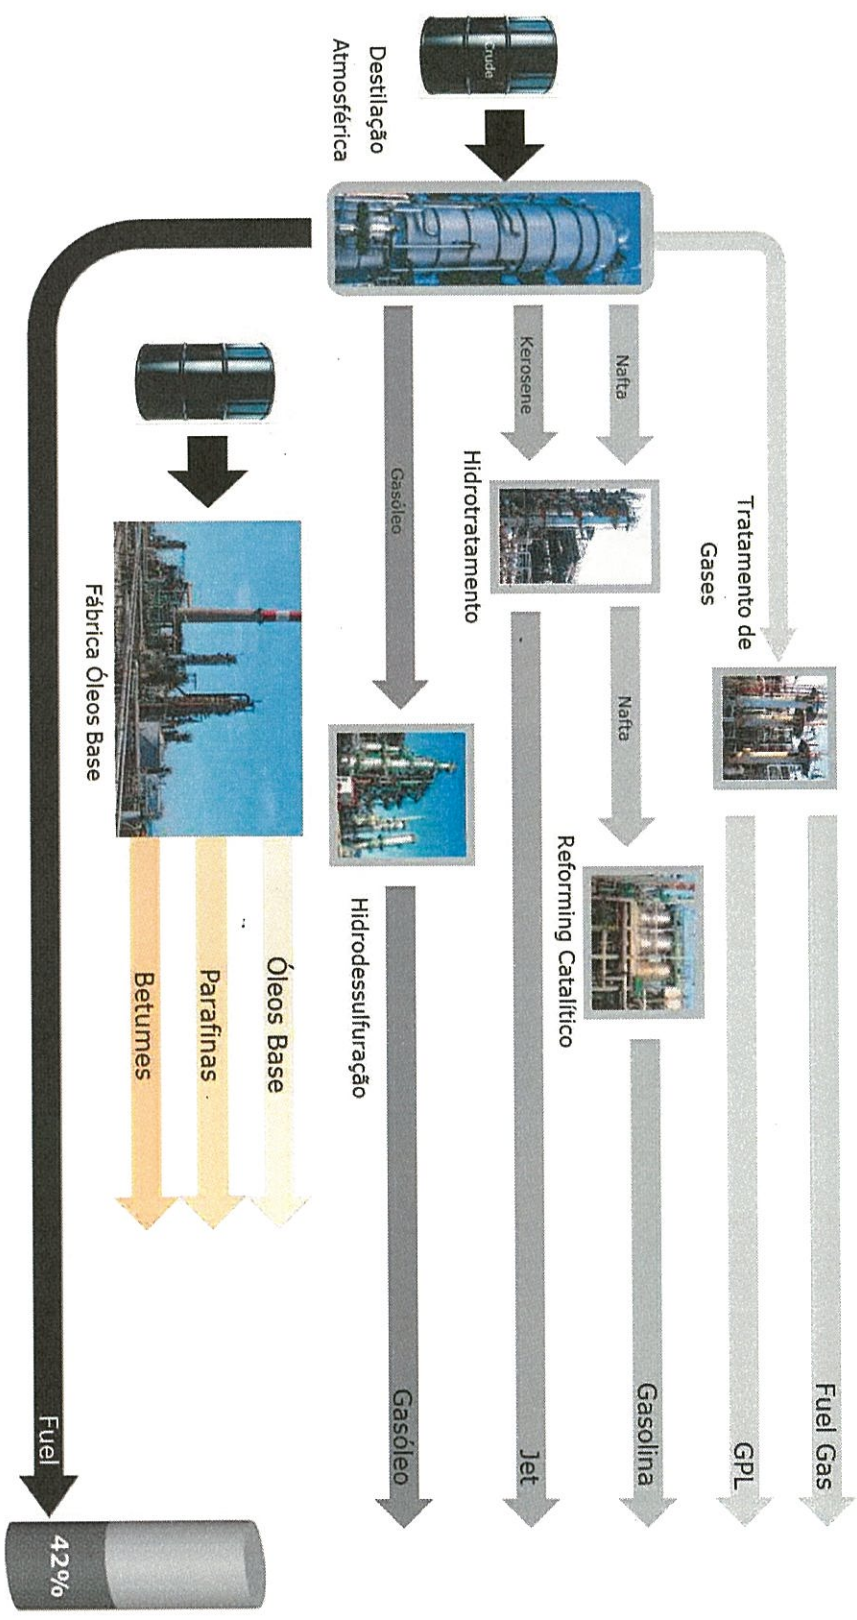 Crude
Destilação
Atmosférica
Tratamento de
Gases
Fuel Gas
GPL
Nafta
Kerosene
Hidrotratamento
Nafta
Reforming Catalítico
Gasolina
Jet
Gasóleo
Hidrodessulfuração
Gasóleo
Fábrica Óleos Base
Óleos Base
Parafinas
Betumes
Fuel
42%